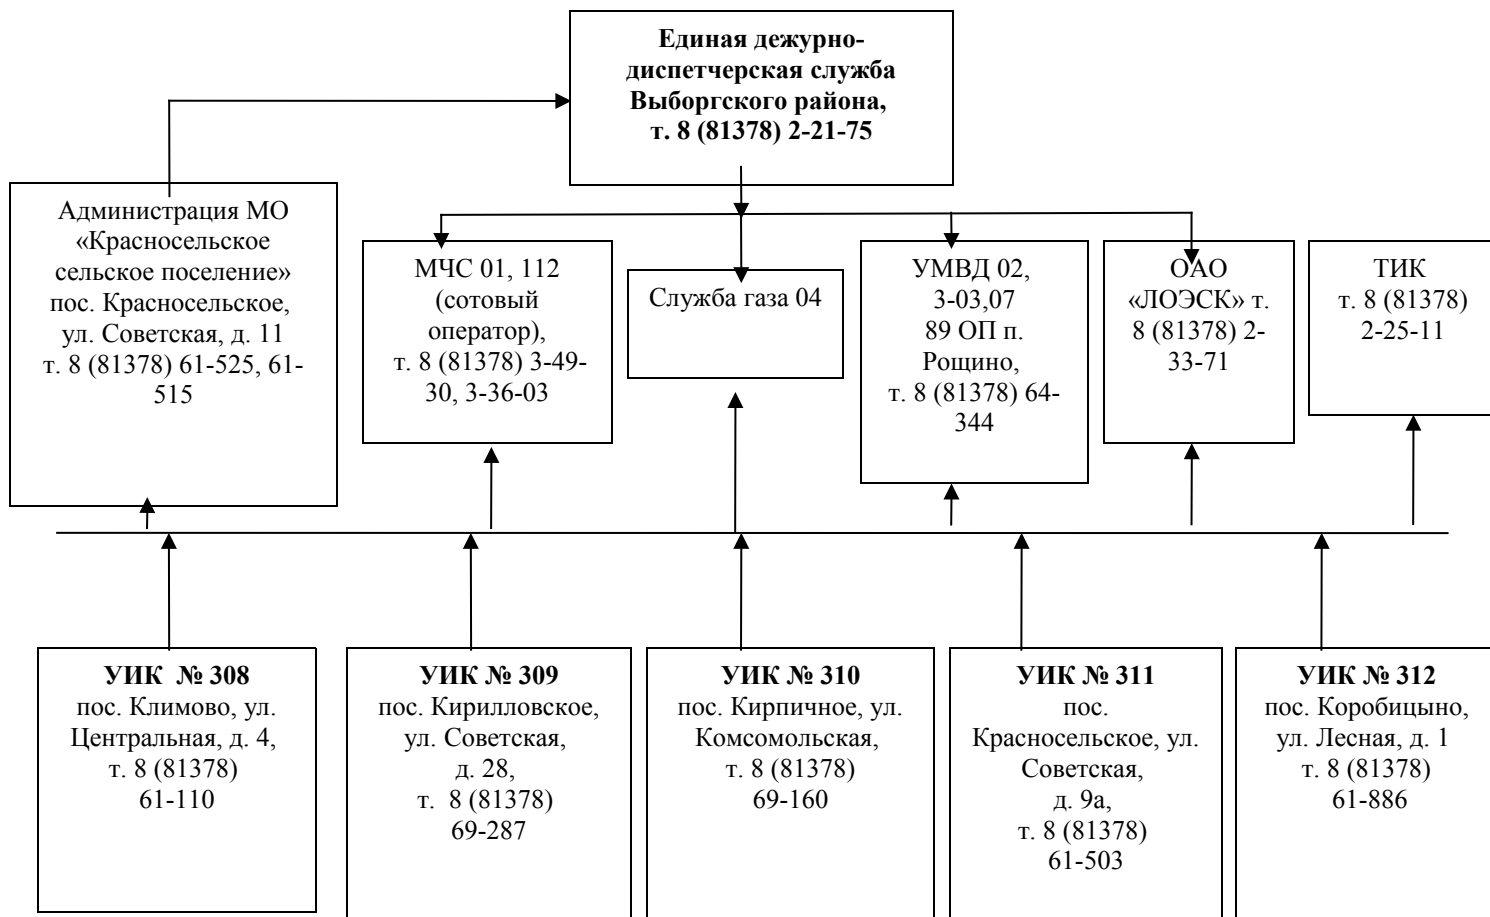 Единая дежурно-
диспетчерская служба
Выборгского района,
т. 8 (81378) 2-21-75
Администрация МО
«Красносельское
сельское поселение»
пос. Красносельское,
ул. Советская, д. 11
т. 8 (81378) 61-525, 61-
515
МЧС 01, 112
(сотовый
оператор),
т. 8 (81378) 3-49-
30, 3-36-03
Служба газа 04
УМВД 02,
3-03,07
89 ОП п.
Рощино,
т. 8 (81378) 64-
344
ОАО
«ЛОЭСК» т.
8 (81378) 2-
33-71
ТИК
т. 8 (81378)
2-25-11
УИК № 308
пос. Климово, ул.
Центральная, д. 4,
т. 8 (81378)
61-110
УИК № 309
пос. Кирилловское,
ул. Советская,
д. 28,
т. 8 (81378)
69-287
УИК № 310
пос. Кирпичное, ул.
Комсомольская,
т. 8 (81378)
69-160
УИК № 311
пос.
Красносельское, ул.
Советская,
д. 9а,
т. 8 (81378)
61-503
УИК № 312
пос. Коробицыно,
ул. Лесная, д. 1
т. 8 (81378)
61-886